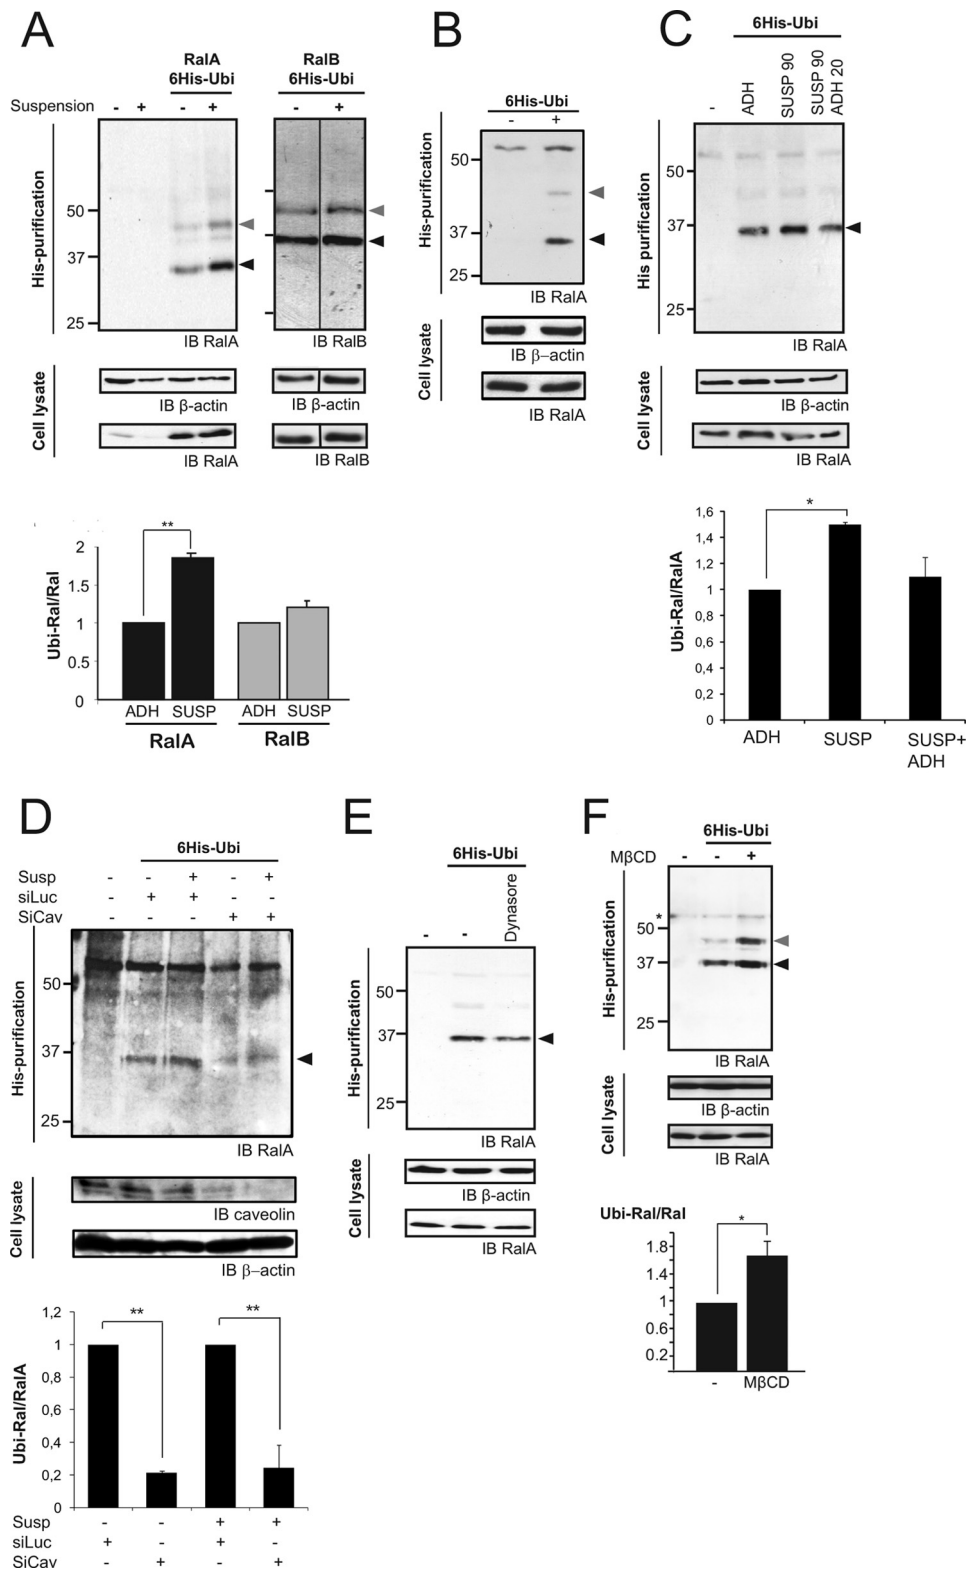 A
RalA
6His-Ubi
RalB
6His-Ubi
Suspension - + - + - +
His-purification
50
37
25
IB RalA
IB RalB
Cell lysate
IB β-actin
IB β-actin
IB RalA
IB RalB
Ubi-Ral/Ral
2
1.5
1
0.5
0
**
ADH SUSP ADH SUSP
RalA RalB
B
6His-Ubi
- +
His-purification
50
37
25
IB RalA
Cell lysate
IB β–actin
IB RalA
C
6His-Ubi
-
ADH
SUSP 90
SUSP 90
ADH 20
His purification
50
37
25
IB RalA
Cell lysate
IB β-actin
IB RalA
Ubi-Ral/RalA
1,6
1,4
1,2
1
0,8
0,6
0,4
0,2
0
*
ADH SUSP SUSP+
ADH
D
6His-Ubi
Susp - - + - +
siLuc - + + - -
SiCav - - - + +
His-purification
50
37
25
IB RalA
Cell lysate
IB caveolin
IB β–actin
Ubi-Ral/RalA
1,2
1
0,8
0,6
0,4
0,2
0
** **
Susp - - + +
siLuc + - + -
SiCav - + - +
E
6His-Ubi
- - Dynasore
His-purification
50
37
25
IB RalA
Cell lysate
IB β-actin
IB RalA
F
6His-Ubi
MβCD - - +
His-purification
*
50
37
25
IB RalA
Cell lysate
IB β-actin
IB RalA
Ubi-Ral/Ral
1.8
1.4
1
0.6
0.2
*
- MβCD